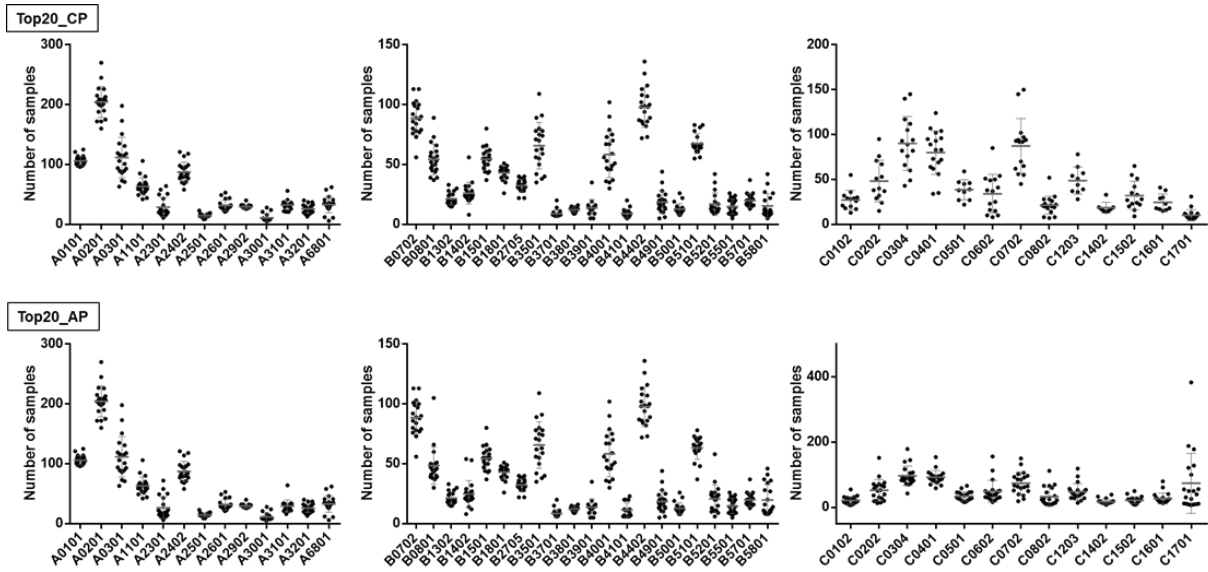 Top20_CP
Number of samples
300
200
100
0
A0101 A0201 A0301 A1101 A2301 A2402 A2501 A2601 A2902 A3001 A3101 A3201 A6801
Number of samples
150
100
50
0
B0702 B0801 B1302 B1402 B1501 B1801 B2705 B3501 B3701 B3801 B3901 B4001 B4101 B4402 B4901 B5001 B5101 B5201 B5501 B5701 B5801
Number of samples
200
150
100
50
0
C0102 C0202 C0304 C0401 C0501 C0602 C0702 C0802 C1203 C1402 C1502 C1601 C1701
Top20_AP
Number of samples
300
200
100
0
A0101 A0201 A0301 A1101 A2301 A2402 A2501 A2601 A2902 A3001 A3101 A3201 A6801
Number of samples
150
100
50
0
B0702 B0801 B1302 B1402 B1501 B1801 B2705 B3501 B3701 B3801 B3901 B4001 B4101 B4402 B4901 B5001 B5101 B5201 B5501 B5701 B5801
Number of samples
400
200
0
C0102 C0202 C0304 C0401 C0501 C0602 C0702 C0802 C1203 C1402 C1502 C1601 C1701